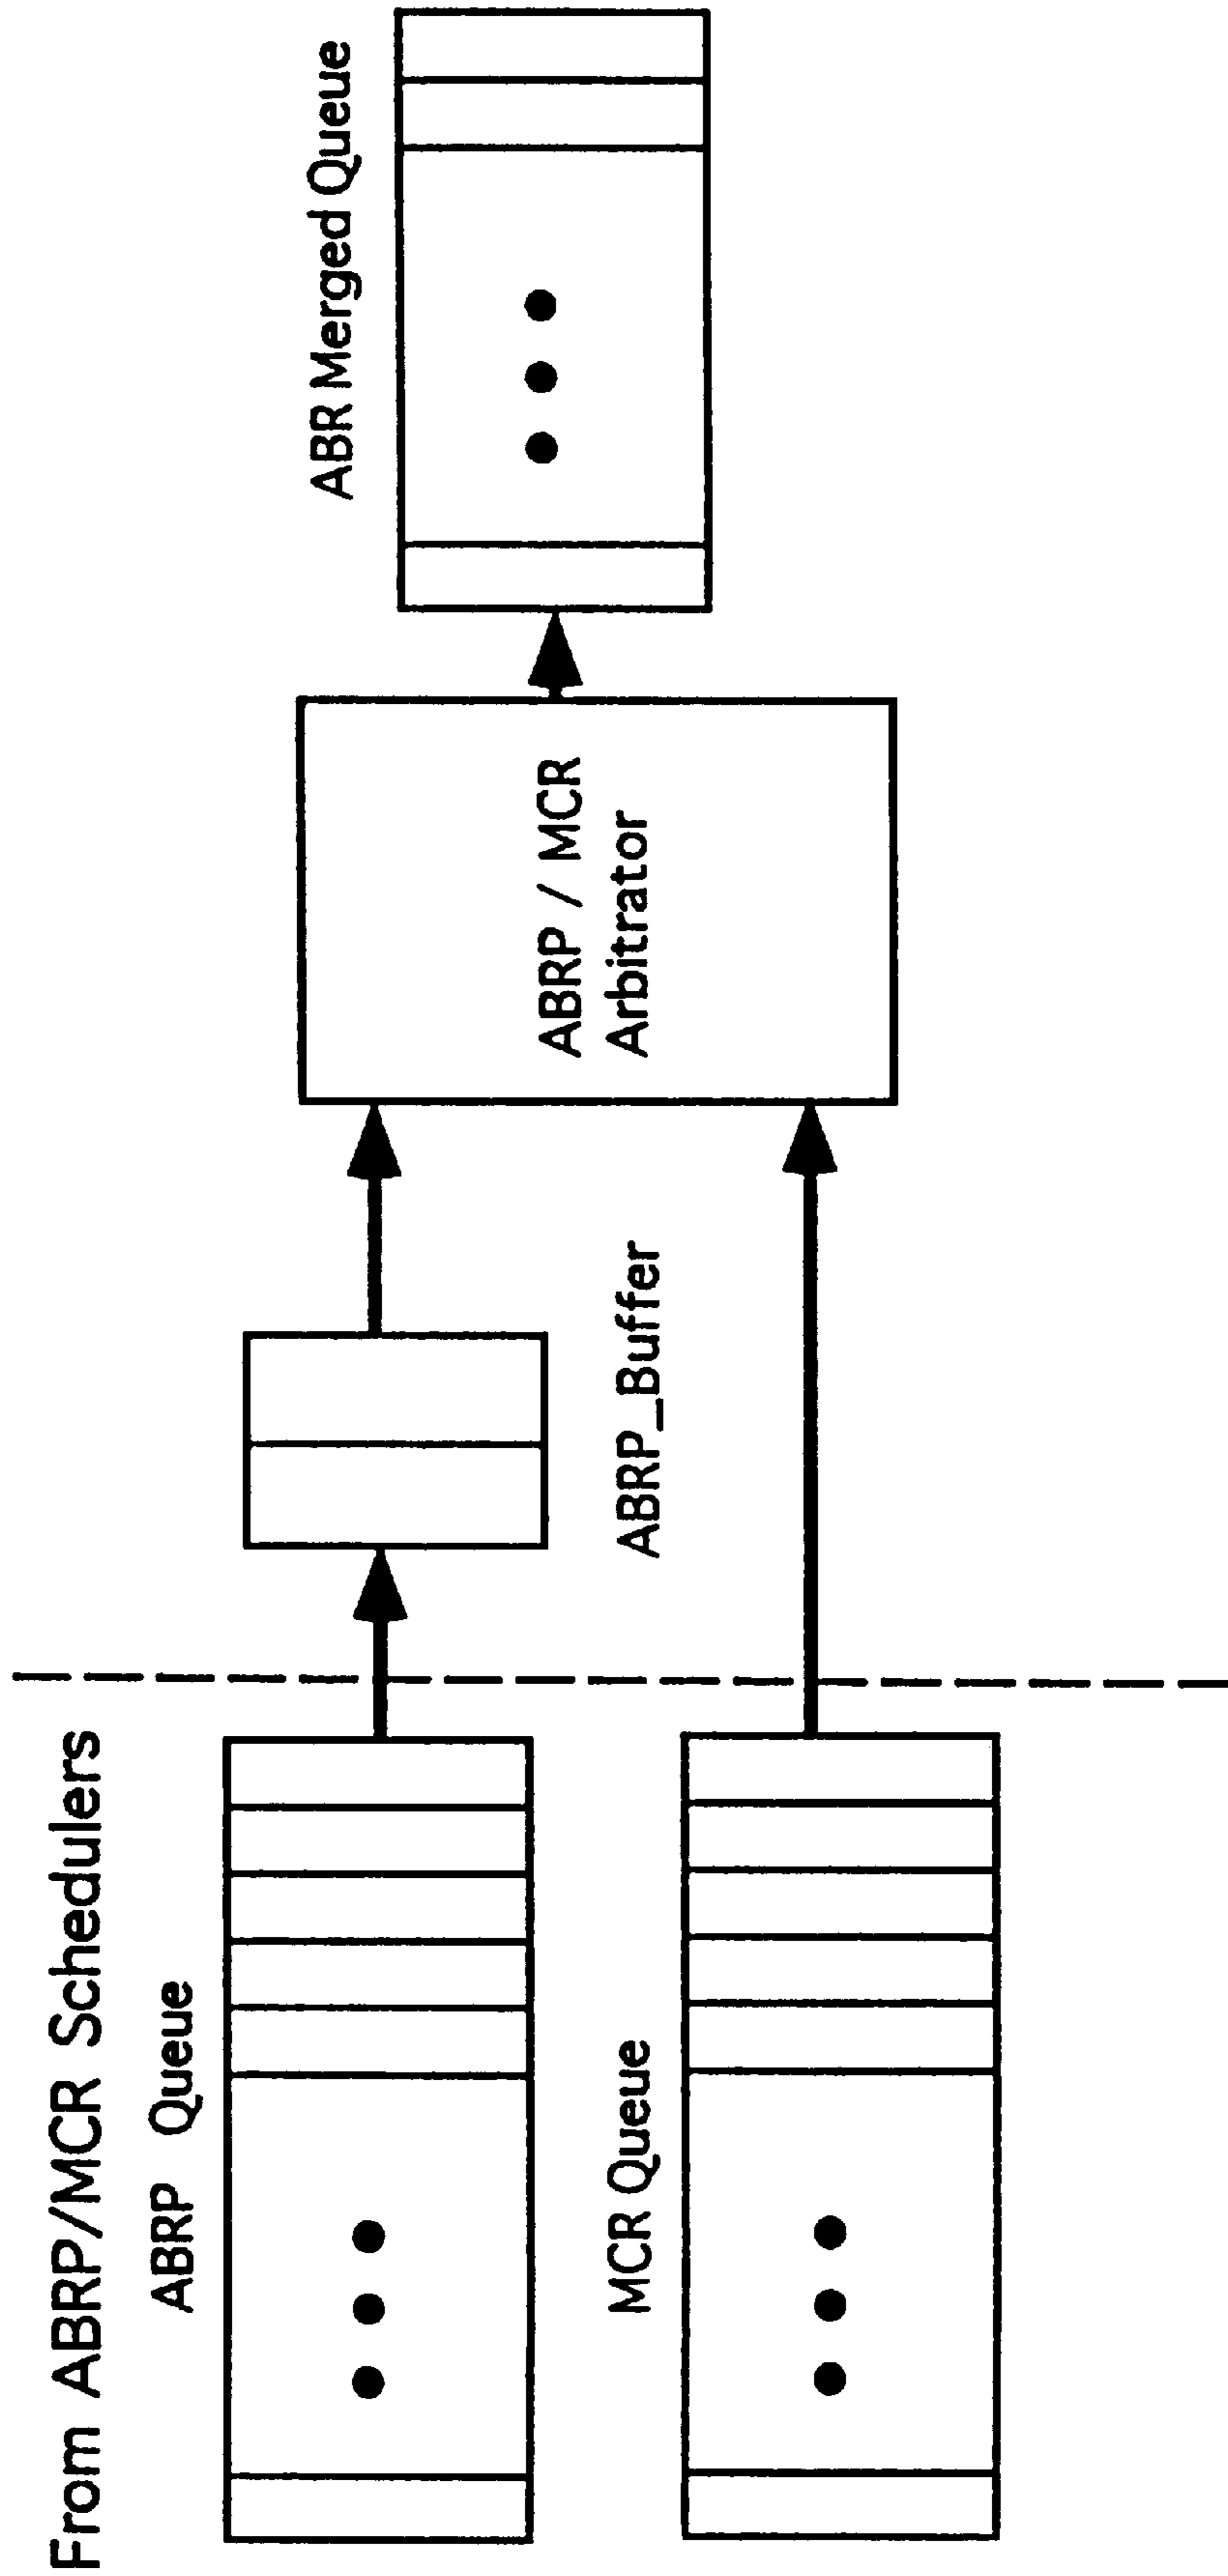 From ABRP/MCR Schedulers
ABRP Queue
MCR Queue
ABRP_Buffer
ABRP / MCR
Arbitrator
ABR Merged Queue